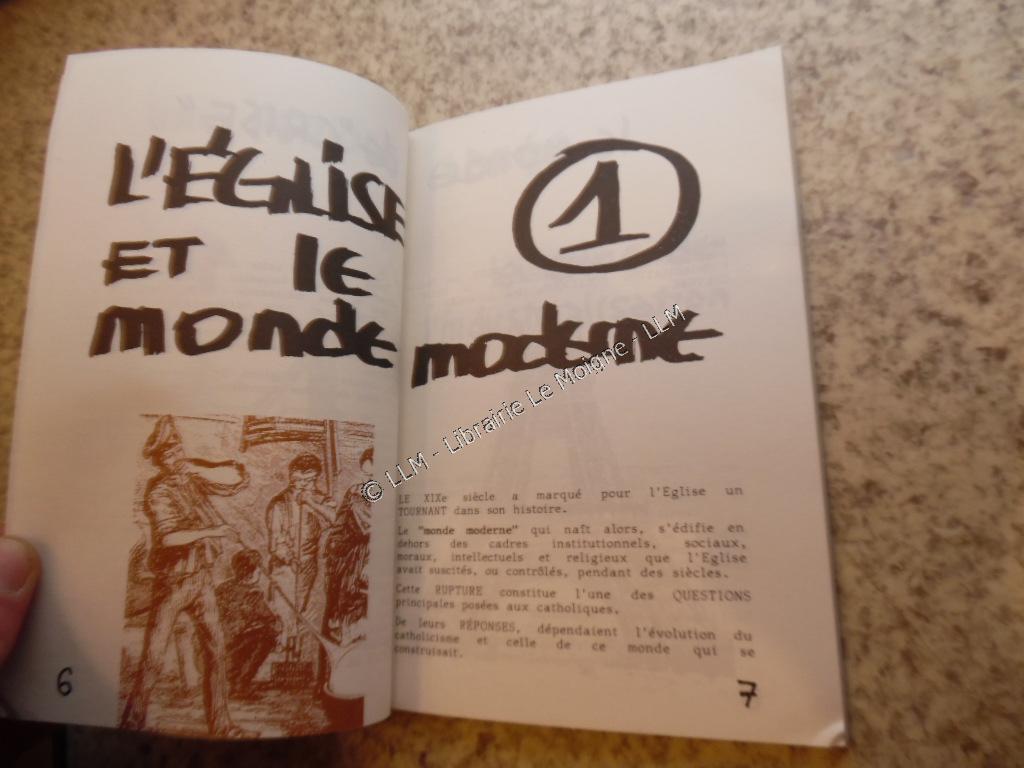 L'ÉGLISE
ET le
monde
6
1
moderne
LE XIXe siècle a marqué pour l'Eglise un
TOURNANT dans son histoire.
Le "monde moderne" qui naît alors, s'édifie en
dehors des cadres institutionnels, sociaux,
moraux, intellectuels et religieux que l'Eglise
avait suscités, ou contrôlés, pendant des siècles.
Cette RUPTURE constitue l'une des QUESTIONS
principales posées aux catholiques.
De leurs RÉPONSES, dépendaient l'évolution du
catholicisme et celle de ce monde qui se
construisait.
7
© LLM - Librairie Le Moigne - LLM